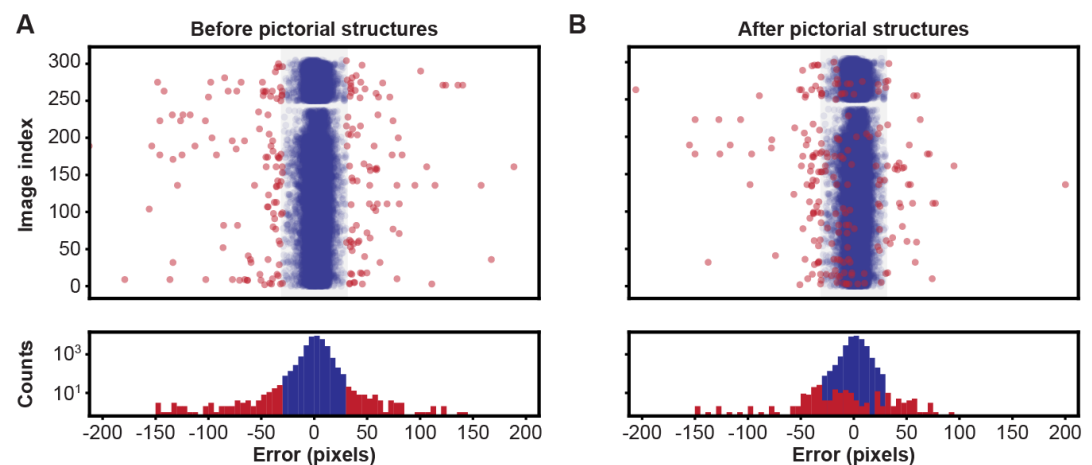 A
Before pictorial structures
B
After pictorial structures
Image index
300
250
200
150
100
50
0
Counts
10³
10¹
-200 -150 -100 -50 0 50 100 150 200
Error (pixels)
-200 -150 -100 -50 0 50 100 150 200
Error (pixels)